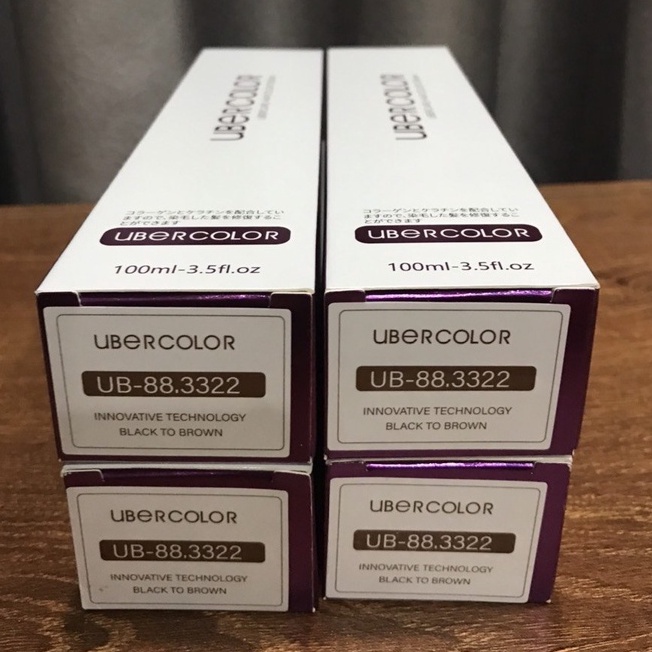 UBERCOLOR
コラーゲンとケラチンを配合してい
ますので、染毛した髪を修復するこ
とができます
UBERCOLOR
100ml-3.5fl.oz
UBERCOLOR
コラーゲンとケラチンを配合してい
ますので、染毛した髪を修復するこ
とができます
UBERCOLOR
100ml-3.5fl.oz
UBERCOLOR
UB-88.3322
INNOVATIVE TECHNOLOGY
BLACK TO BROWN
UBERCOLOR
UB-88.3322
INNOVATIVE TECHNOLOGY
BLACK TO BROWN
UBERCOLOR
UB-88.3322
INNOVATIVE TECHNOLOGY
BLACK TO BROWN
UBERCOLOR
UB-88.3322
INNOVATIVE TECHNOLOGY
BLACK TO BROWN